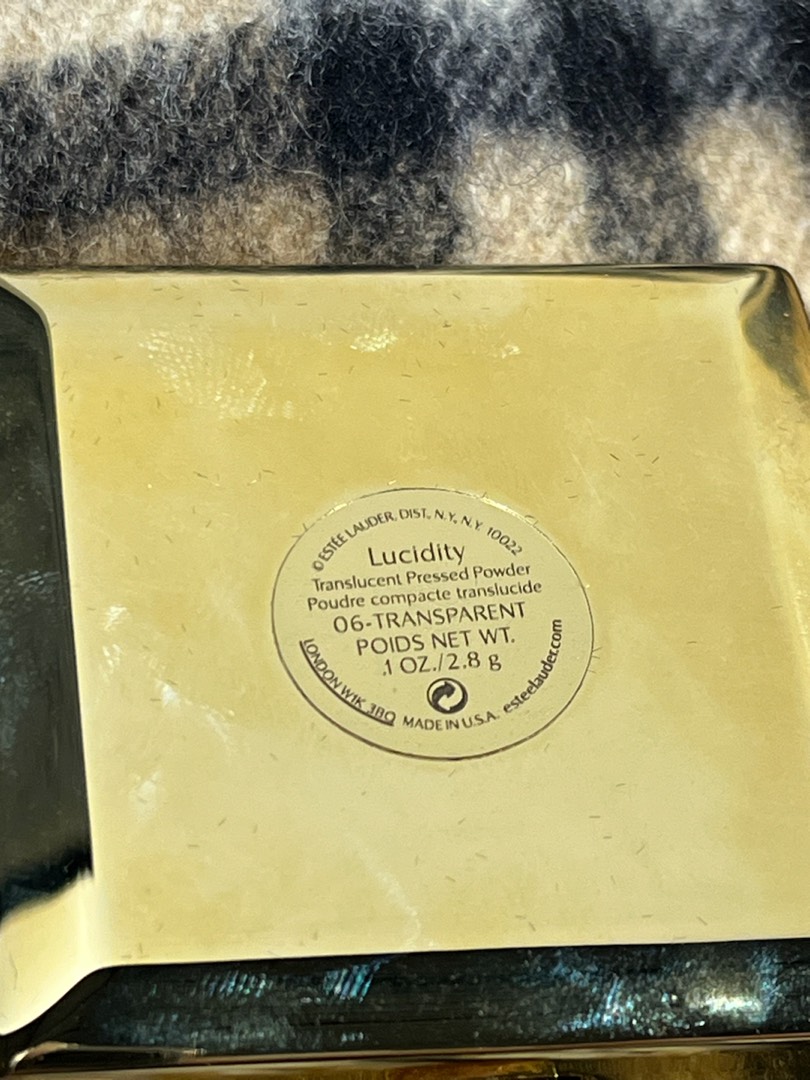 ©ESTÉE LAUDER, DIST., N.Y., N.Y. 10022
Lucidity
Translucent Pressed Powder
Poudre compacte translucide
06-TRANSPARENT
POIDS NET WT.
.1 OZ./2.8 g
LONDON W1K 3BQ MADE IN U.S.A. esteelauder.com